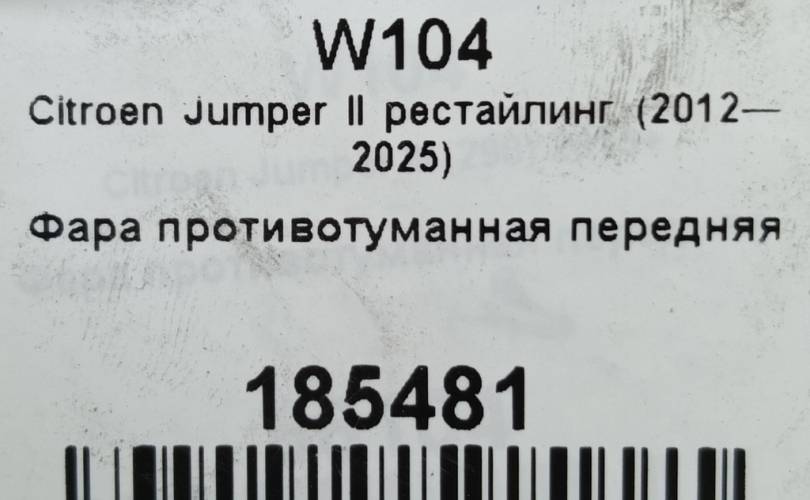 W104
Citroen Jumper II рестайлинг (2012—
2025)
Фара противотуманная передняя
185481